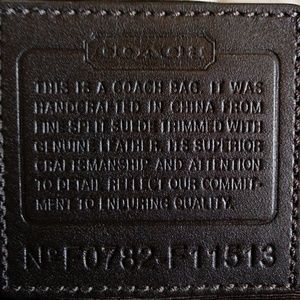 COACH
THIS IS A COACH BAG. IT WAS
HANDCRAFTED IN CHINA FROM
FINE SPLIT SUEDE TRIMMED WITH
GENUINE LEATHER. ITS SUPERIOR
CRAFTSMANSHIP AND ATTENTION
TO DETAIL REFLECT OUR COMMIT-
MENT TO ENDURING QUALITY.
Nº F0782-F11513